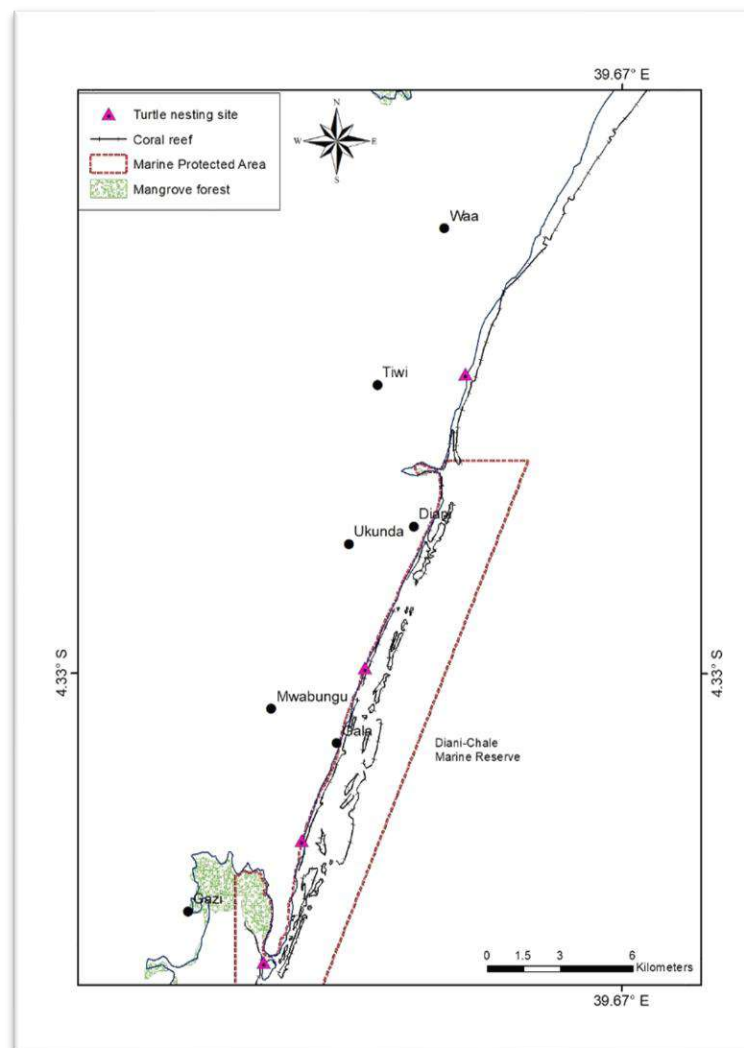 39.67° E
Turtle nesting site
Coral reef
Marine Protected Area
Mangrove forest
N
W
E
S
Waa
Tiwi
Diani
Ukunda
4.33° S
4.33° S
Mwabungu
Gala
Diani-Chale
Marine Reserve
Gazi
0 1.5 3 6
Kilometers
39.67° E